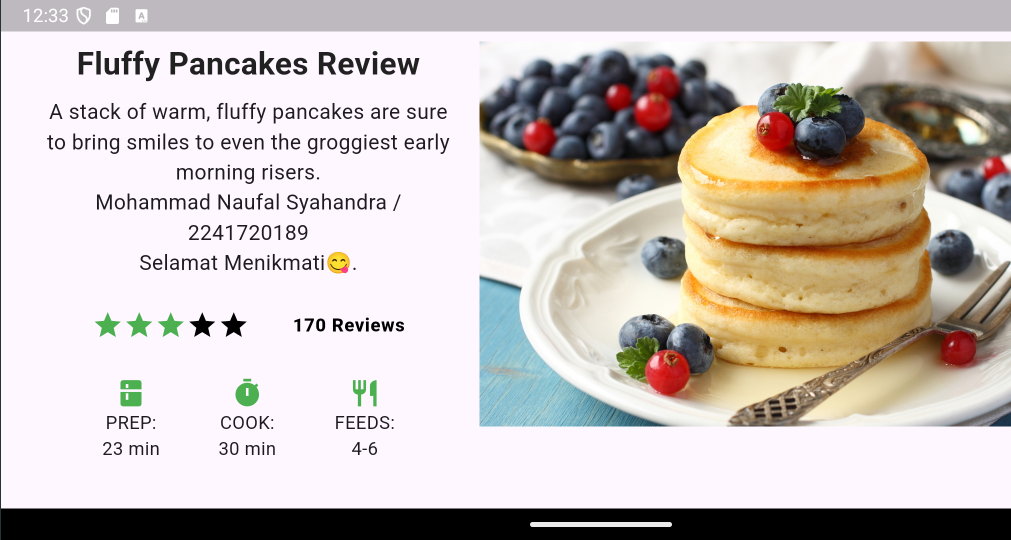 12:33
A
Fluffy Pancakes Review
A stack of warm, fluffy pancakes are sure
to bring smiles to even the groggiest early
morning risers.
Mohammad Naufal Syahandra /
2241720189
Selamat Menikmati😋.
170 Reviews
PREP: COOK: FEEDS:
23 min 30 min 4-6